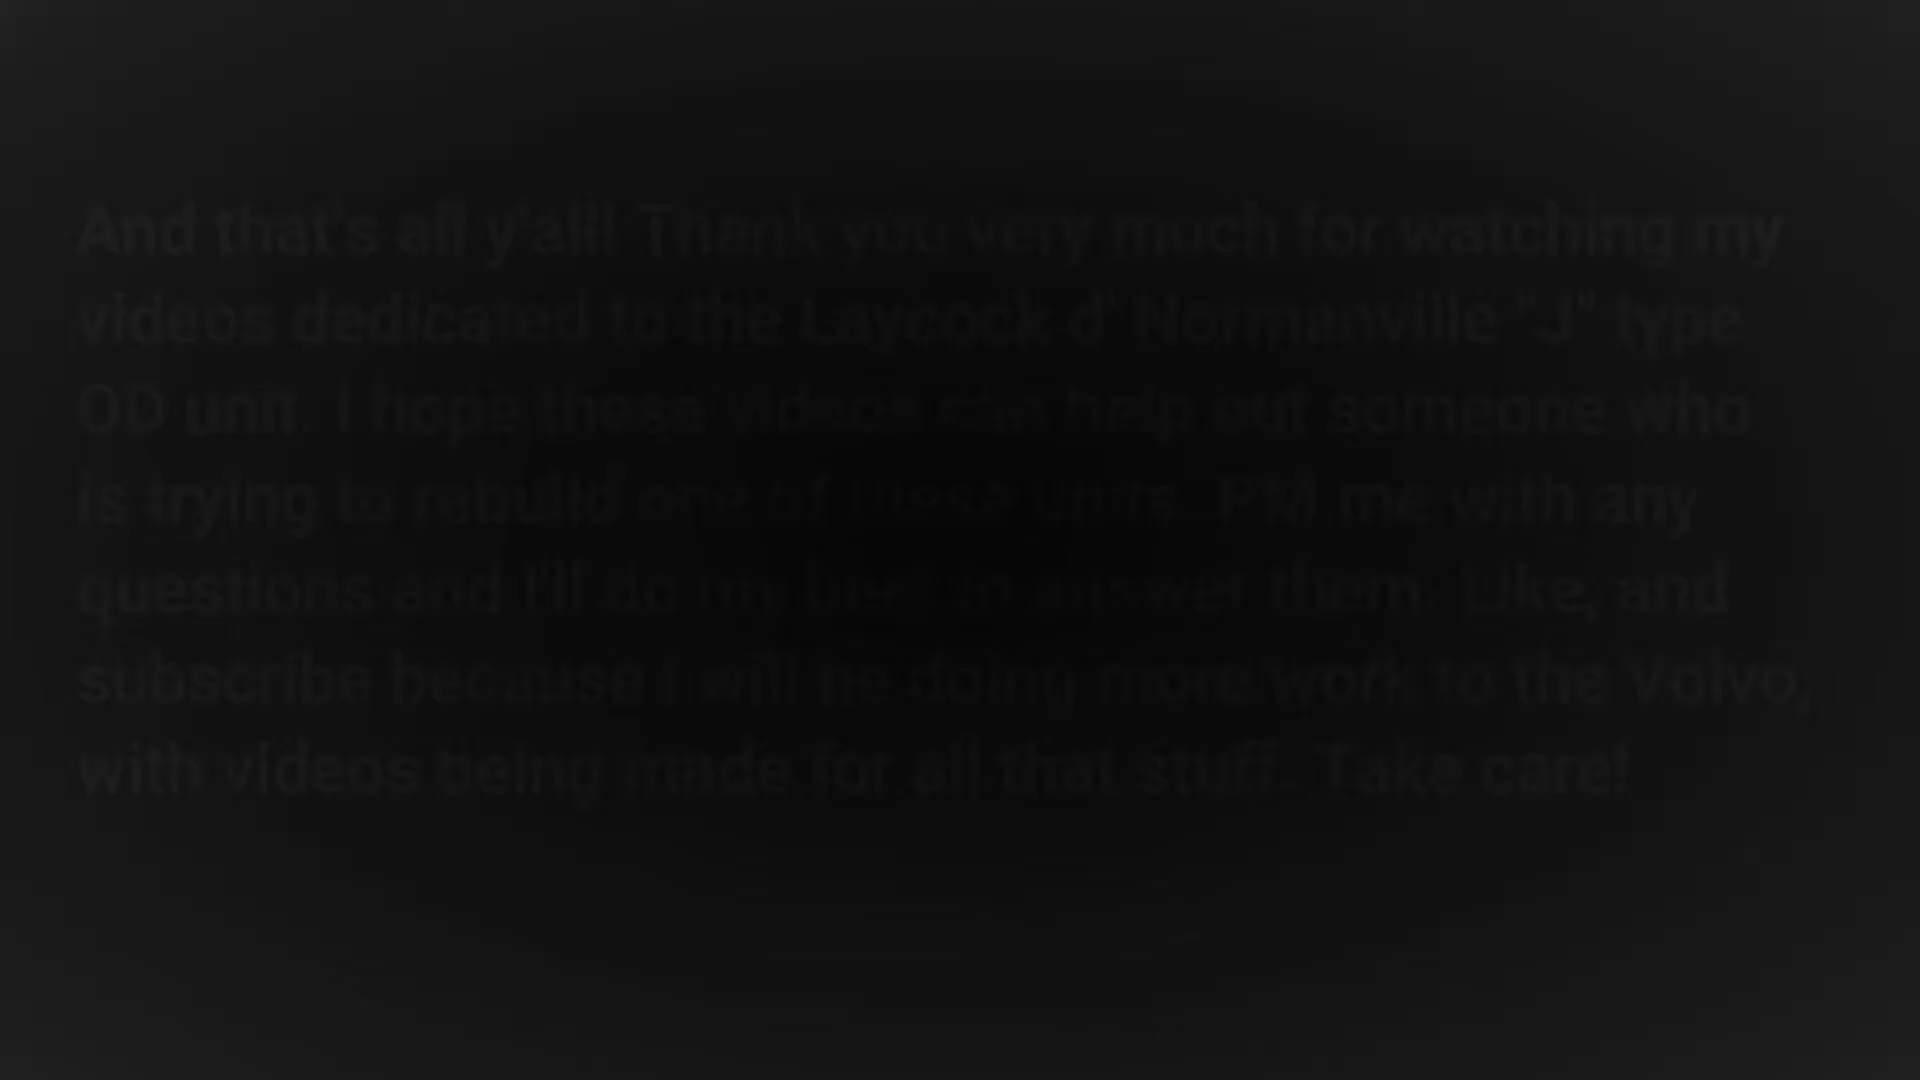 And that's all y'all! Thank you very much for watching my
videos dedicated to the Laycock d' Normanville "J" type
OD unit. I hope these videos can help out someone who
is trying to rebuild one of these units. PM me with any
questions and I'll do my best to answer them. Like, and
subscribe because I will be doing more work to the Volvo,
with videos being made for all that stuff. Take care!